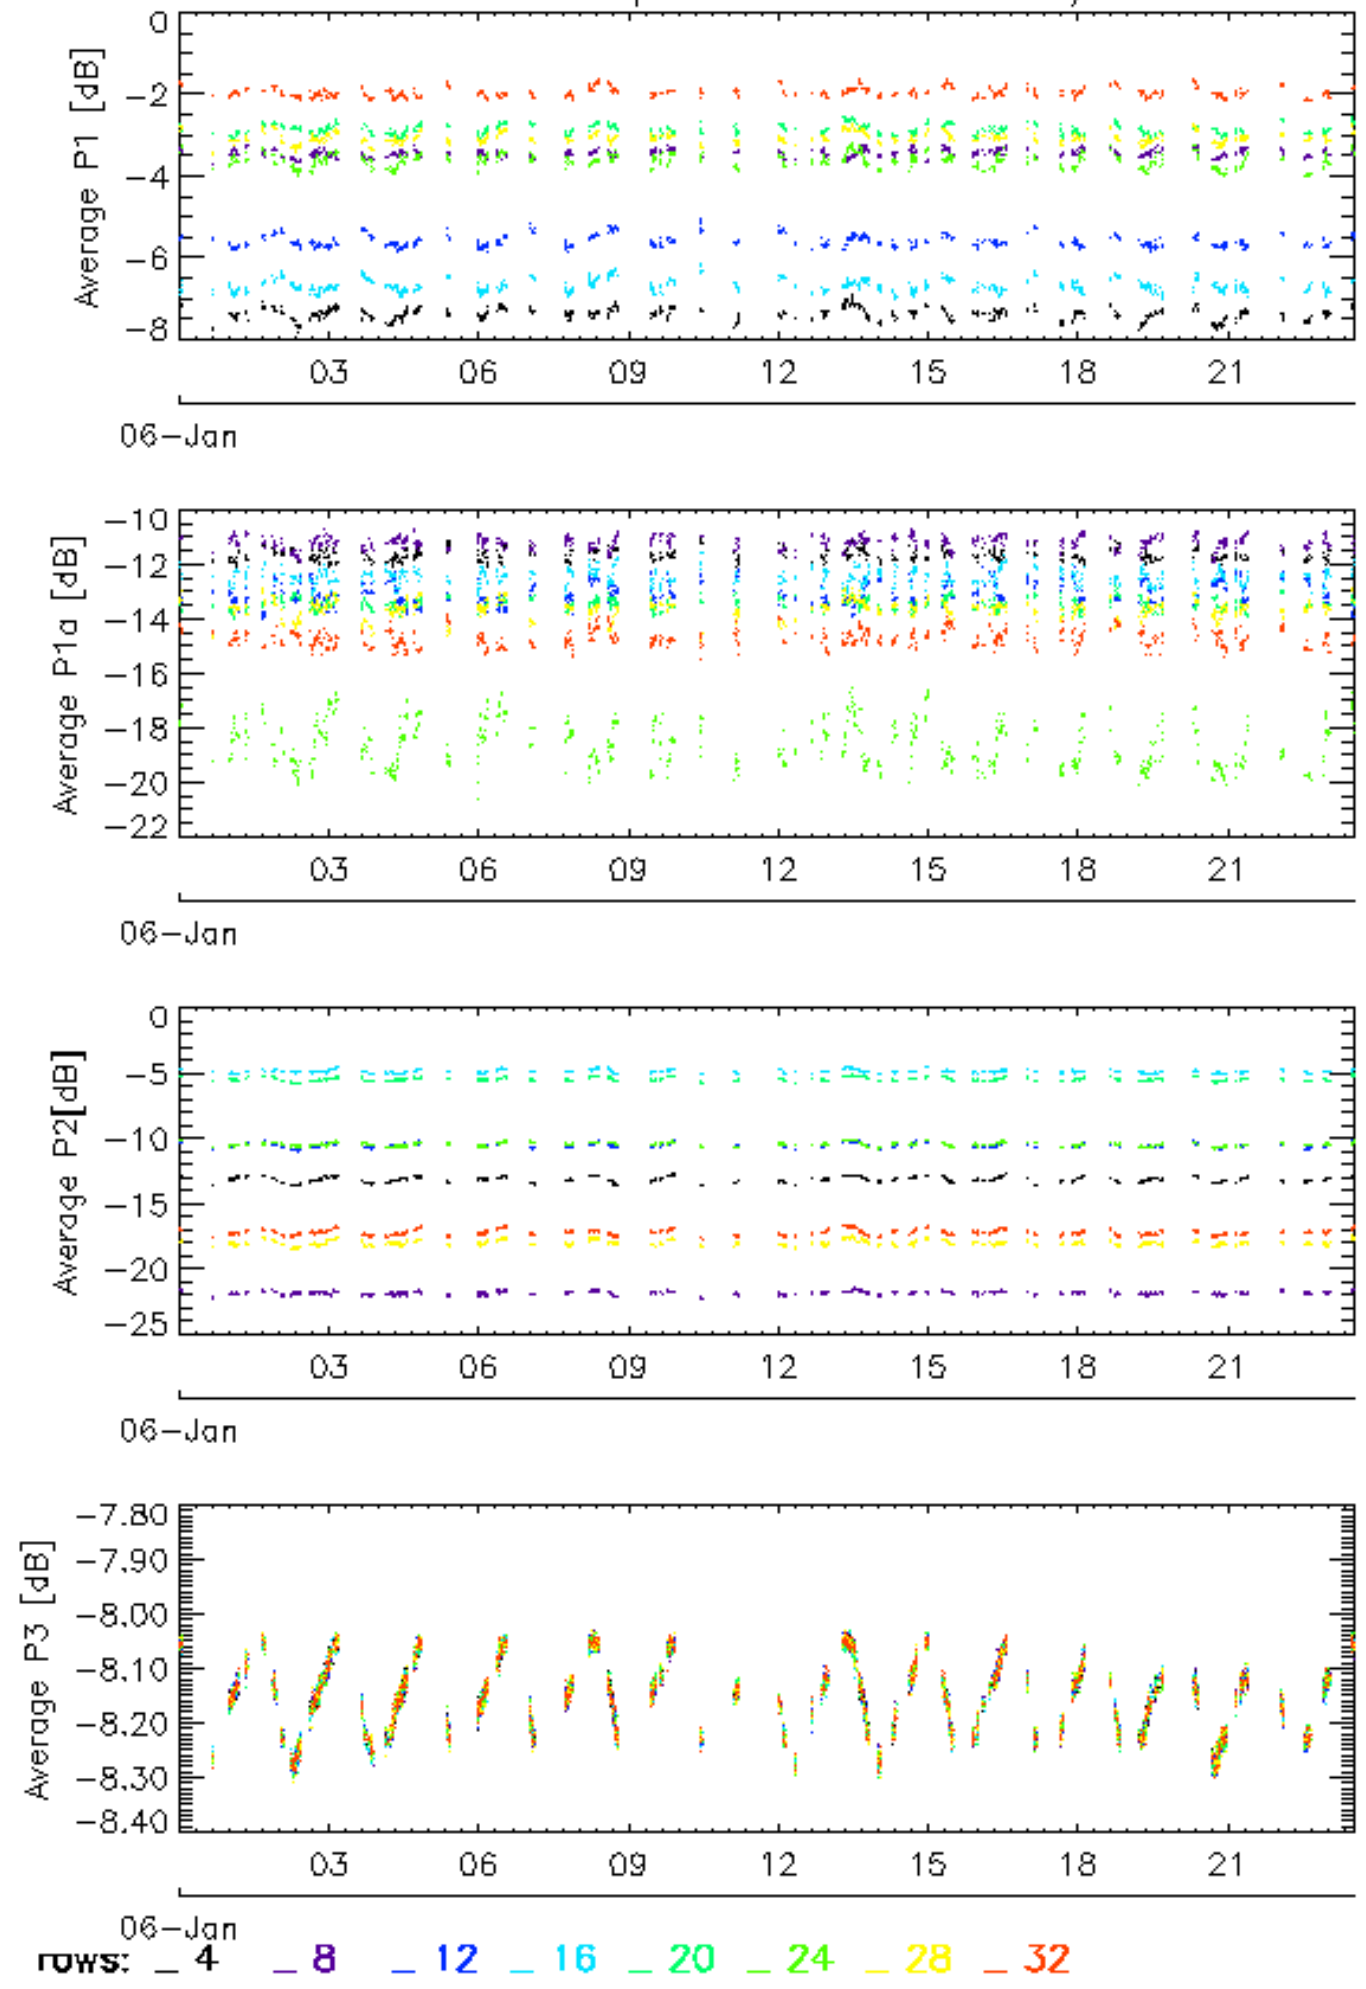 0
−2
−4
−6
−8
Average P1 [dB]
03 06 09 12 15 18 21
06−Jan
−10
−12
−14
−16
−18
−20
−22
Average P1a [dB]
03 06 09 12 15 18 21
06−Jan
0
−5
−10
−15
−20
−25
Average P2[dB]
03 06 09 12 15 18 21
06−Jan
−7.80
−7.90
−8.00
−8.10
−8.20
−8.30
−8.40
Average P3 [dB]
03 06 09 12 15 18 21
06−Jan
rows: _ 4 _ 8 _ 12 _ 16 _ 20 _ 24 _ 28 _ 32